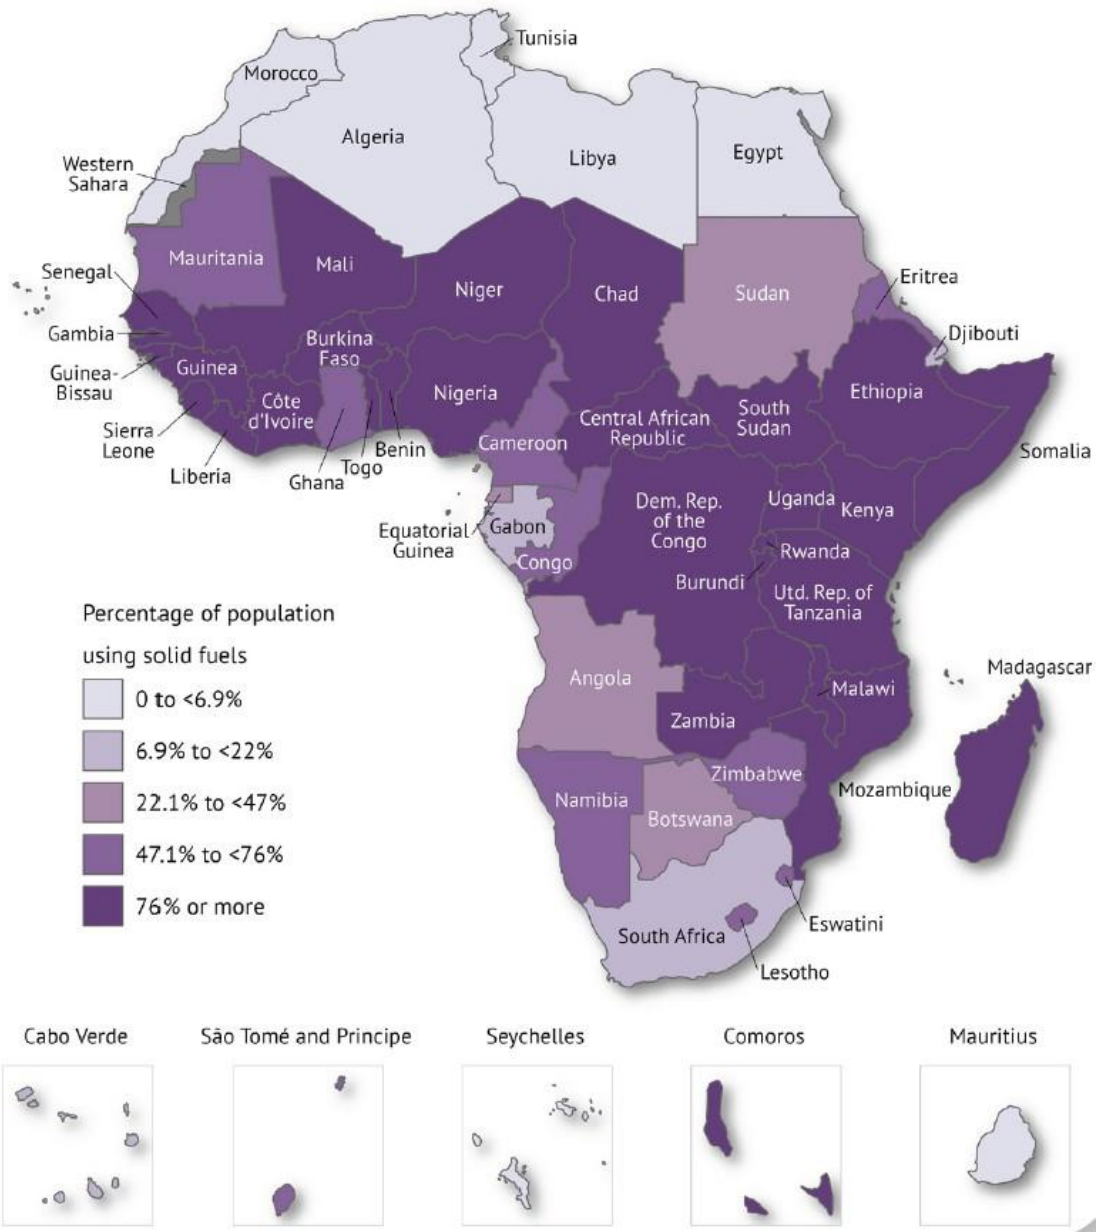 Tunisia
Morocco
Algeria
Libya
Egypt
Western
Sahara
Mauritania
Mali
Niger
Chad
Sudan
Eritrea
Senegal
Djibouti
Gambia
Burkina
Faso
Guinea-
Bissau
Guinea
Nigeria
Ethiopia
Côte
d'Ivoire
Central African
Republic
South
Sudan
Sierra
Leone
Cameroon
Benin
Somalia
Liberia
Ghana
Togo
Dem. Rep.
of the
Congo
Uganda
Kenya
Equatorial
Guinea
Gabon
Congo
Rwanda
Burundi
Utd. Rep. of
Tanzania
Percentage of population
using solid fuels
0 to <6.9%
6.9% to <22%
22.1% to <47%
47.1% to <76%
76% or more
Angola
Malawi
Madagascar
Zambia
Zimbabwe
Mozambique
Namibia
Botswana
Eswatini
South Africa
Lesotho
Cabo Verde
São Tomé and Principe
Seychelles
Comoros
Mauritius